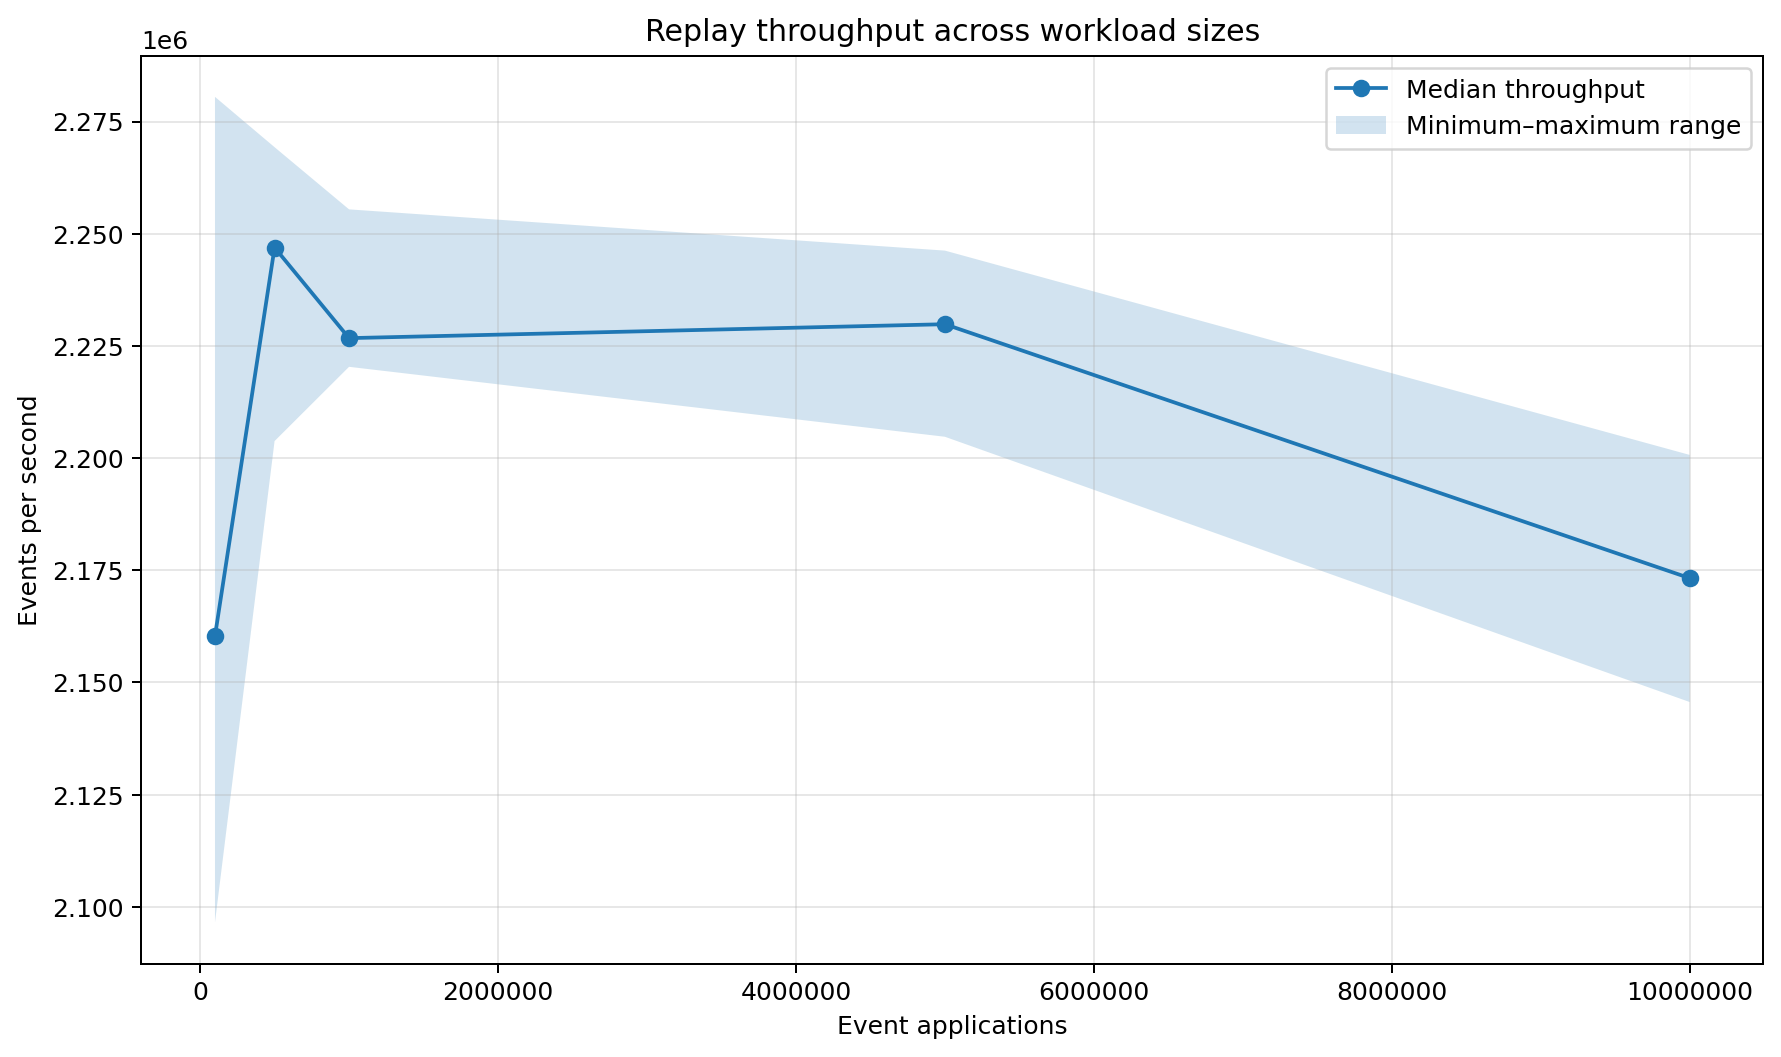 Replay throughput across workload sizes
1e6
Median throughput
Minimum–maximum range
2.275
2.250
2.225
2.200
2.175
2.150
2.125
2.100
Events per second
0 2000000 4000000 6000000 8000000 10000000
Event applications